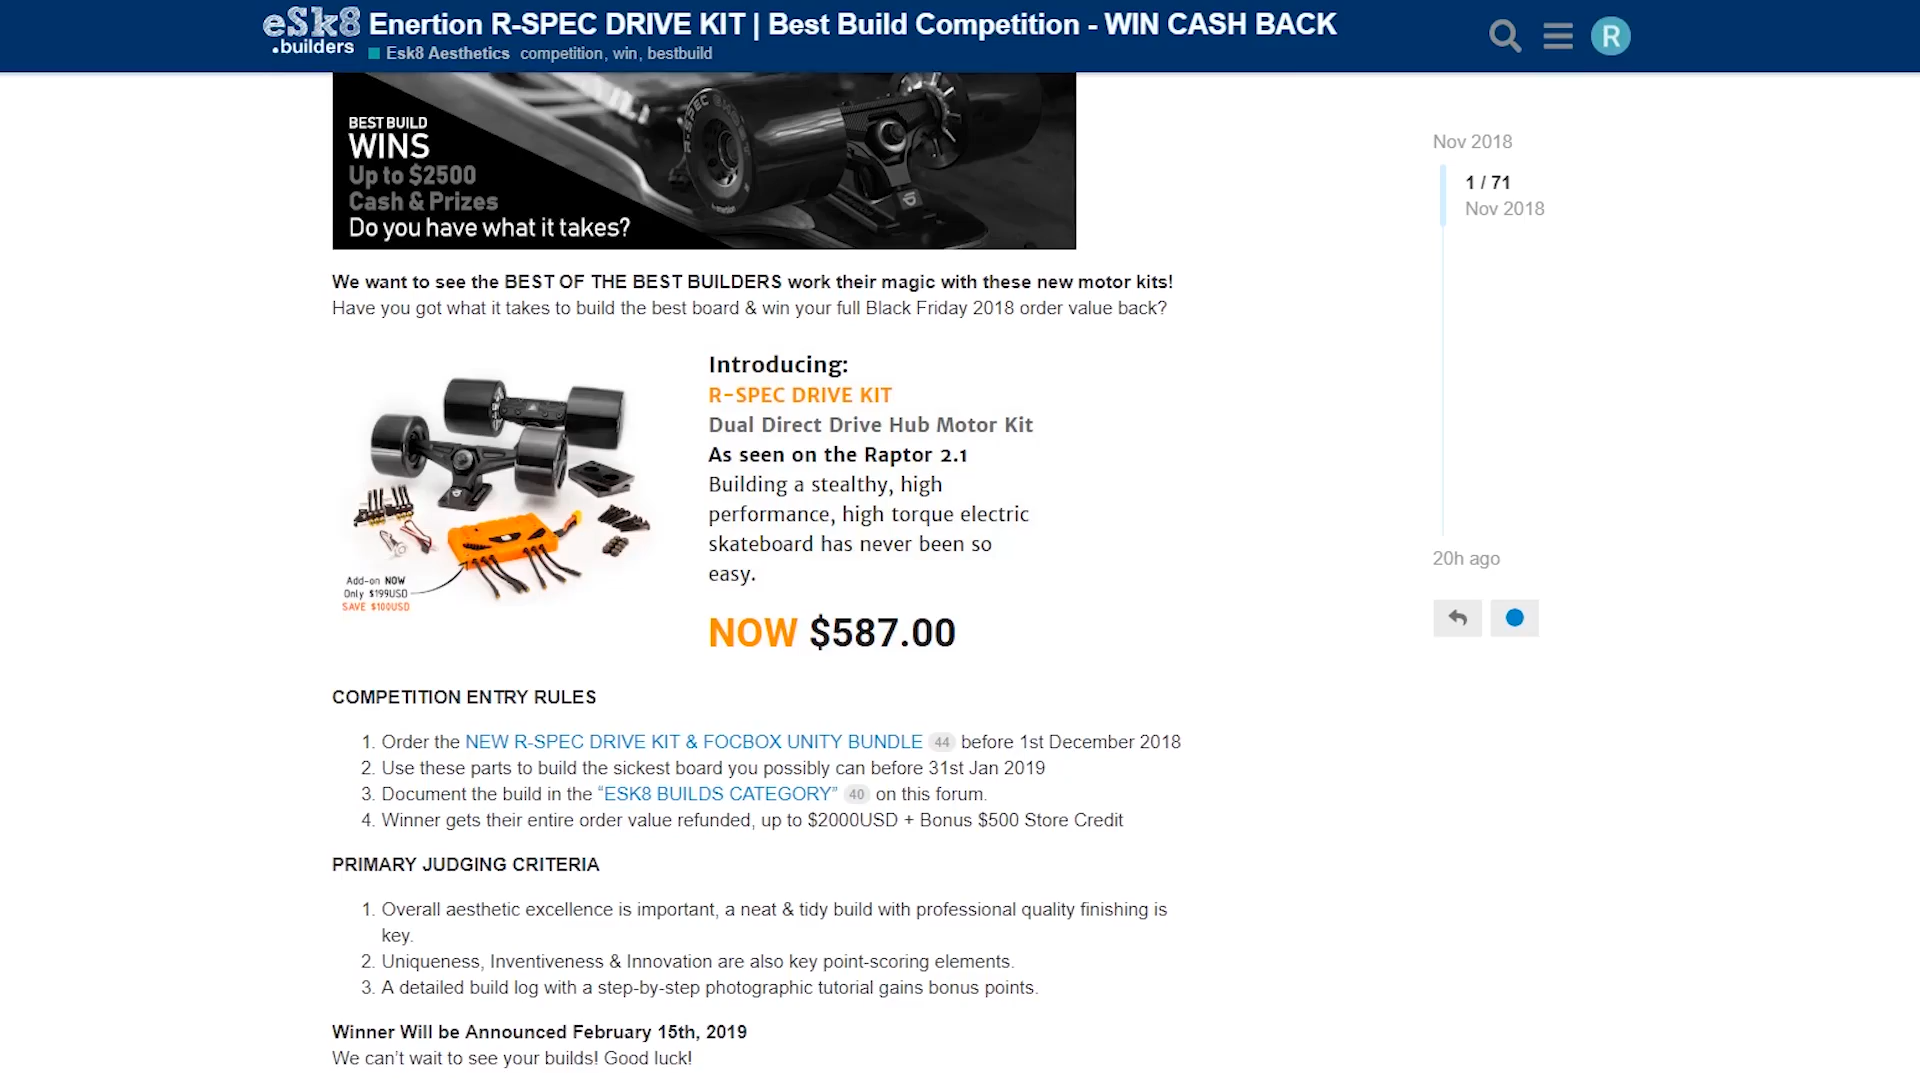 eSk8
.builders
Enertion R-SPEC DRIVE KIT | Best Build Competition - WIN CASH BACK
Esk8 Aesthetics competition, win, bestbuild
R
BEST BUILD
WINS
Up to $2500
Cash & Prizes
Do you have what it takes?
R-SPEC
We want to see the BEST OF THE BEST BUILDERS work their magic with these new motor kits!
Have you got what it takes to build the best board & win your full Black Friday 2018 order value back?
Add-on NOW
Only $199USD
SAVE $100USD
Introducing:
R-SPEC DRIVE KIT
Dual Direct Drive Hub Motor Kit
As seen on the Raptor 2.1
Building a stealthy, high
performance, high torque electric
skateboard has never been so
easy.
NOW $587.00
COMPETITION ENTRY RULES
1. Order the NEW R-SPEC DRIVE KIT & FOCBOX UNITY BUNDLE 44 before 1st December 2018
2. Use these parts to build the sickest board you possibly can before 31st Jan 2019
3. Document the build in the “ESK8 BUILDS CATEGORY” 40 on this forum.
4. Winner gets their entire order value refunded, up to $2000USD + Bonus $500 Store Credit
PRIMARY JUDGING CRITERIA
1. Overall aesthetic excellence is important, a neat & tidy build with professional quality finishing is
key.
2. Uniqueness, Inventiveness & Innovation are also key point-scoring elements.
3. A detailed build log with a step-by-step photographic tutorial gains bonus points.
Winner Will be Announced February 15th, 2019
We can’t wait to see your builds! Good luck!
Nov 2018
1 / 71
Nov 2018
20h ago